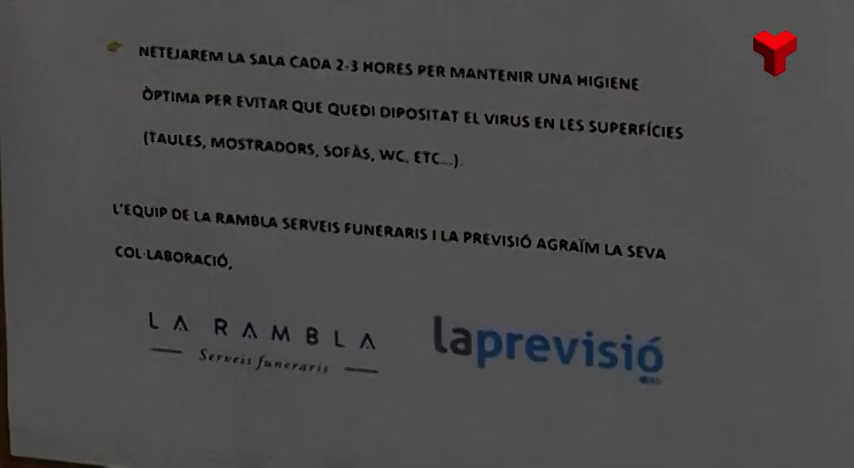 NETEJAREM LA SALA CADA 2-3 HORES PER MANTENIR UNA HIGIENE
ÒPTIMA PER EVITAR QUE QUEDI DIPOSITAT EL VIRUS EN LES SUPERFÍCIES
(TAULES, MOSTRADORS, SOFÀS, WC, ETC...).
L'EQUIP DE LA RAMBLA SERVEIS FUNERARIS I LA PREVISIÓ AGRAÏM LA SEVA
COL·LABORACIÓ,
LA RAMBLA
Serveis funeraris
laprevisió